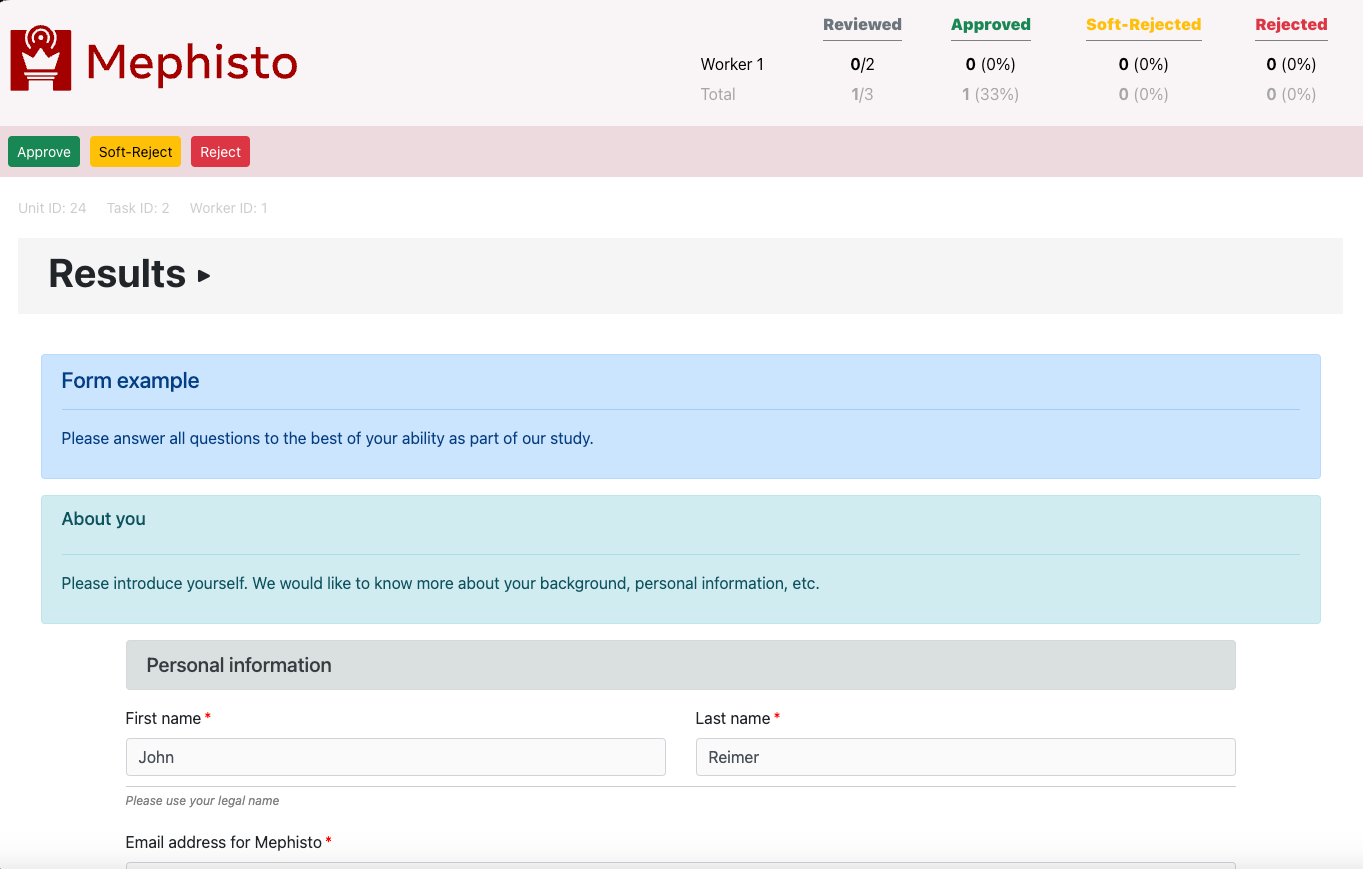 Mephisto
Reviewed Approved Soft-Rejected Rejected
Worker 1 0/2 0 (0%) 0 (0%) 0 (0%)
Total 1/3 1 (33%) 0 (0%) 0 (0%)
Approve Soft-Reject Reject
Unit ID: 24 Task ID: 2 Worker ID: 1
Results ▸
Form example
Please answer all questions to the best of your ability as part of our study.
About you
Please introduce yourself. We would like to know more about your background, personal information, etc.
Personal information
First name * Last name *
John Reimer
Please use your legal name
Email address for Mephisto *